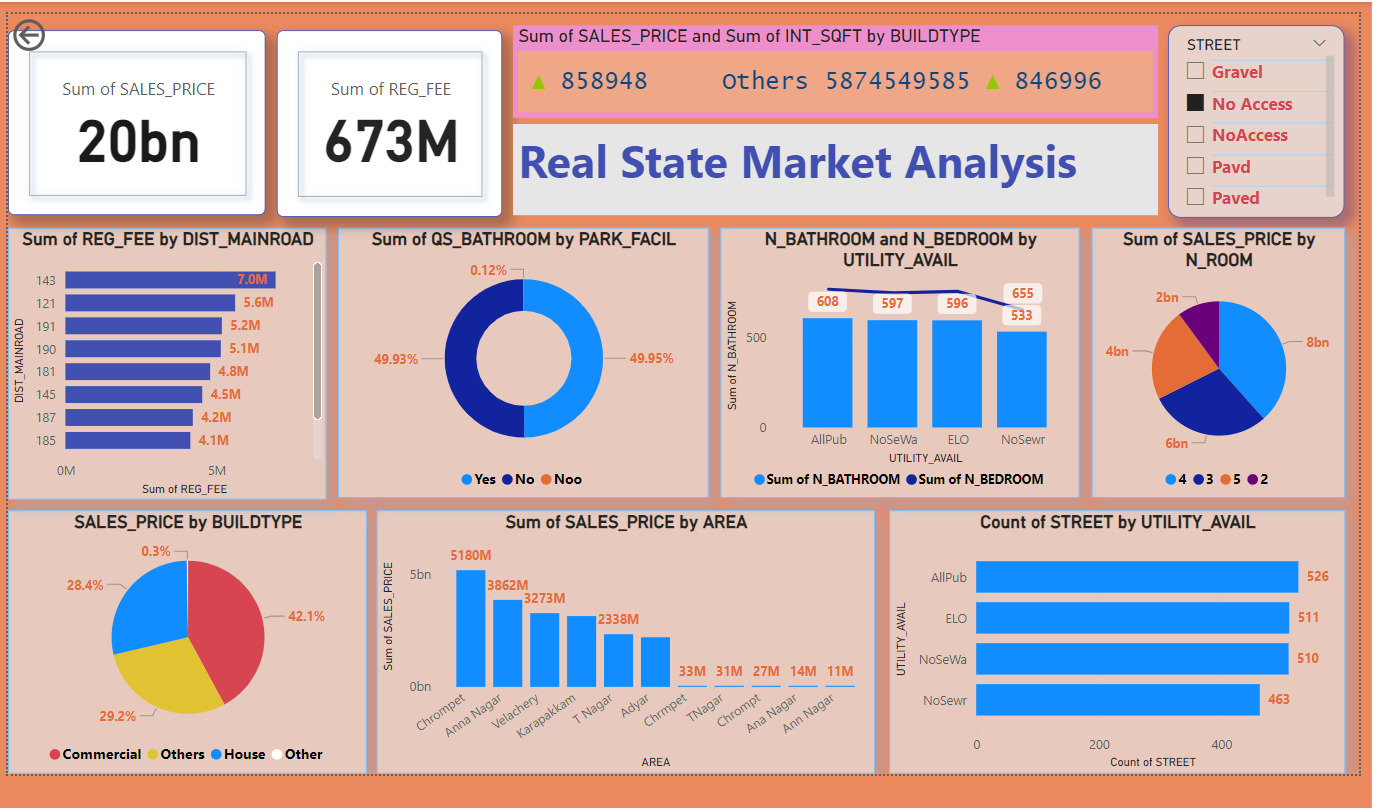 Sum of SALES_PRICE
20bn
Sum of REG_FEE
673M
Sum of SALES_PRICE and Sum of INT_SQFT by BUILDTYPE
▲ 858948 Others 5874549585 ▲ 846996
Real State Market Analysis
STREET
Gravel
No Access
NoAccess
Pavd
Paved
Sum of REG_FEE by DIST_MAINROAD
DIST_MAINROAD
143 7.0M
121 5.6M
191 5.2M
190 5.1M
181 4.8M
145 4.5M
187 4.2M
185 4.1M
0M 5M
Sum of REG_FEE
Sum of QS_BATHROOM by PARK_FACIL
0.12%
49.93% 49.95%
Yes No Noo
N_BATHROOM and N_BEDROOM by
UTILITY_AVAIL
Sum of N_BATHROOM
655
608 597 596 533
500
0
AllPub NoSeWa ELO NoSewr
UTILITY_AVAIL
Sum of N_BATHROOM Sum of N_BEDROOM
Sum of SALES_PRICE by
N_ROOM
2bn
8bn
4bn
6bn
4 3 5 2
SALES_PRICE by BUILDTYPE
0.3%
28.4%
42.1%
29.2%
Commercial Others House Other
Sum of SALES_PRICE by AREA
Sum of SALES_PRICE
5180M
5bn
3862M
3273M
2338M
33M 31M 27M 14M 11M
0bn
Chrompet Anna Nagar Velachery Karapakkam T Nagar Adyar Chrmpet TNagar Chrompt Ana Nagar Ann Nagar
AREA
Count of STREET by UTILITY_AVAIL
UTILITY_AVAIL
AllPub 526
ELO 511
NoSeWa 510
NoSewr 463
0 200 400
Count of STREET